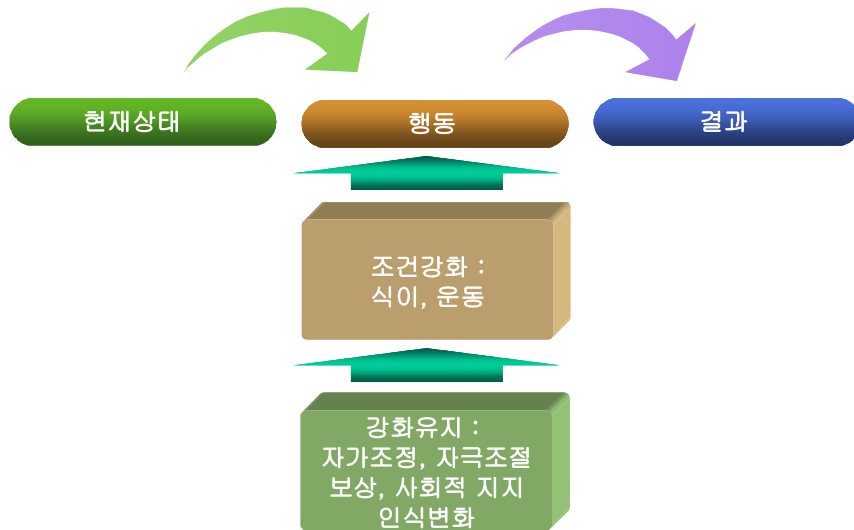 현재상태
행동
결과
조건강화 :
식이, 운동
강화유지 :
자가조정, 자극조절
보상, 사회적 지지
인식변화